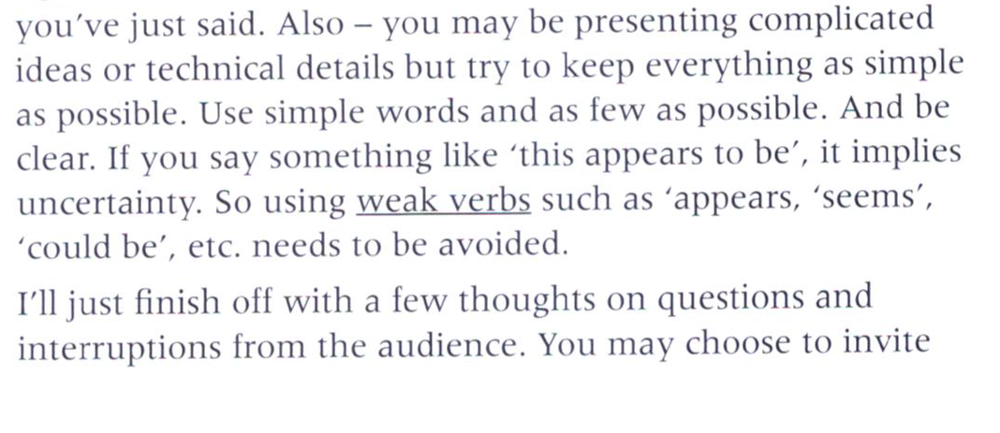 you've just said. Also – you may be presenting complicated
ideas or technical details but try to keep everything as simple
as possible. Use simple words and as few as possible. And be
clear. If you say something like ‘this appears to be’, it implies
uncertainty. So using weak verbs such as ‘appears, ‘seems’,
‘could be’, etc. needs to be avoided.
I'll just finish off with a few thoughts on questions and
interruptions from the audience. You may choose to invite